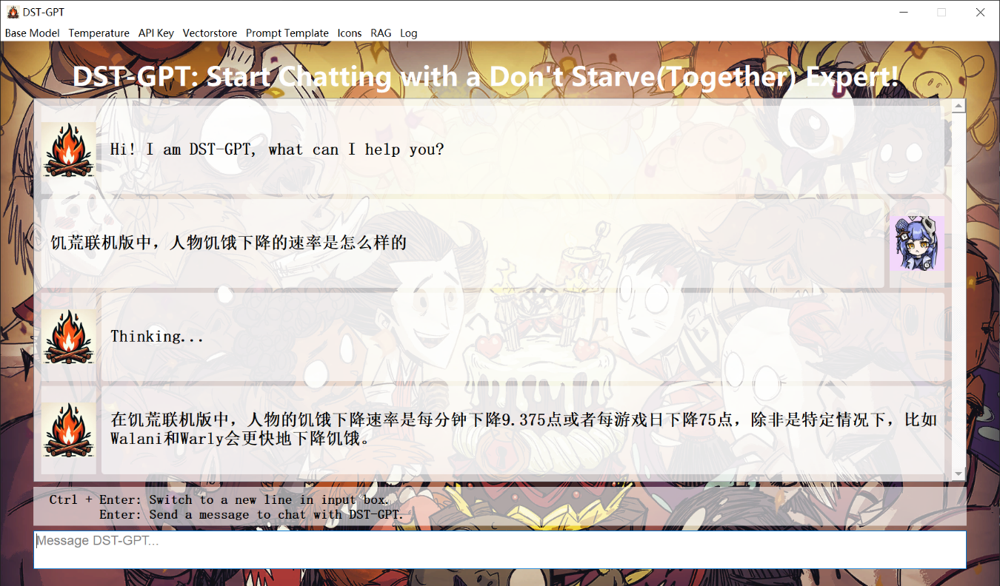 DST-GPT
Base Model Temperature API Key Vectorstore Prompt Template Icons RAG Log
DST-GPT: Start Chatting with a Don't Starve(Together) Expert!
Hi! I am DST-GPT, what can I help you?
饥荒联机版中，人物饥饿下降的速率是怎么样的
Thinking...
在饥荒联机版中，人物的饥饿下降速率是每分钟下降9.375点或者每游戏日下降75点，除非是特定情况下，比如
Walani和Warly会更快地下降饥饿。
Ctrl + Enter: Switch to a new line in input box.
Enter: Send a message to chat with DST-GPT.
Message DST-GPT...